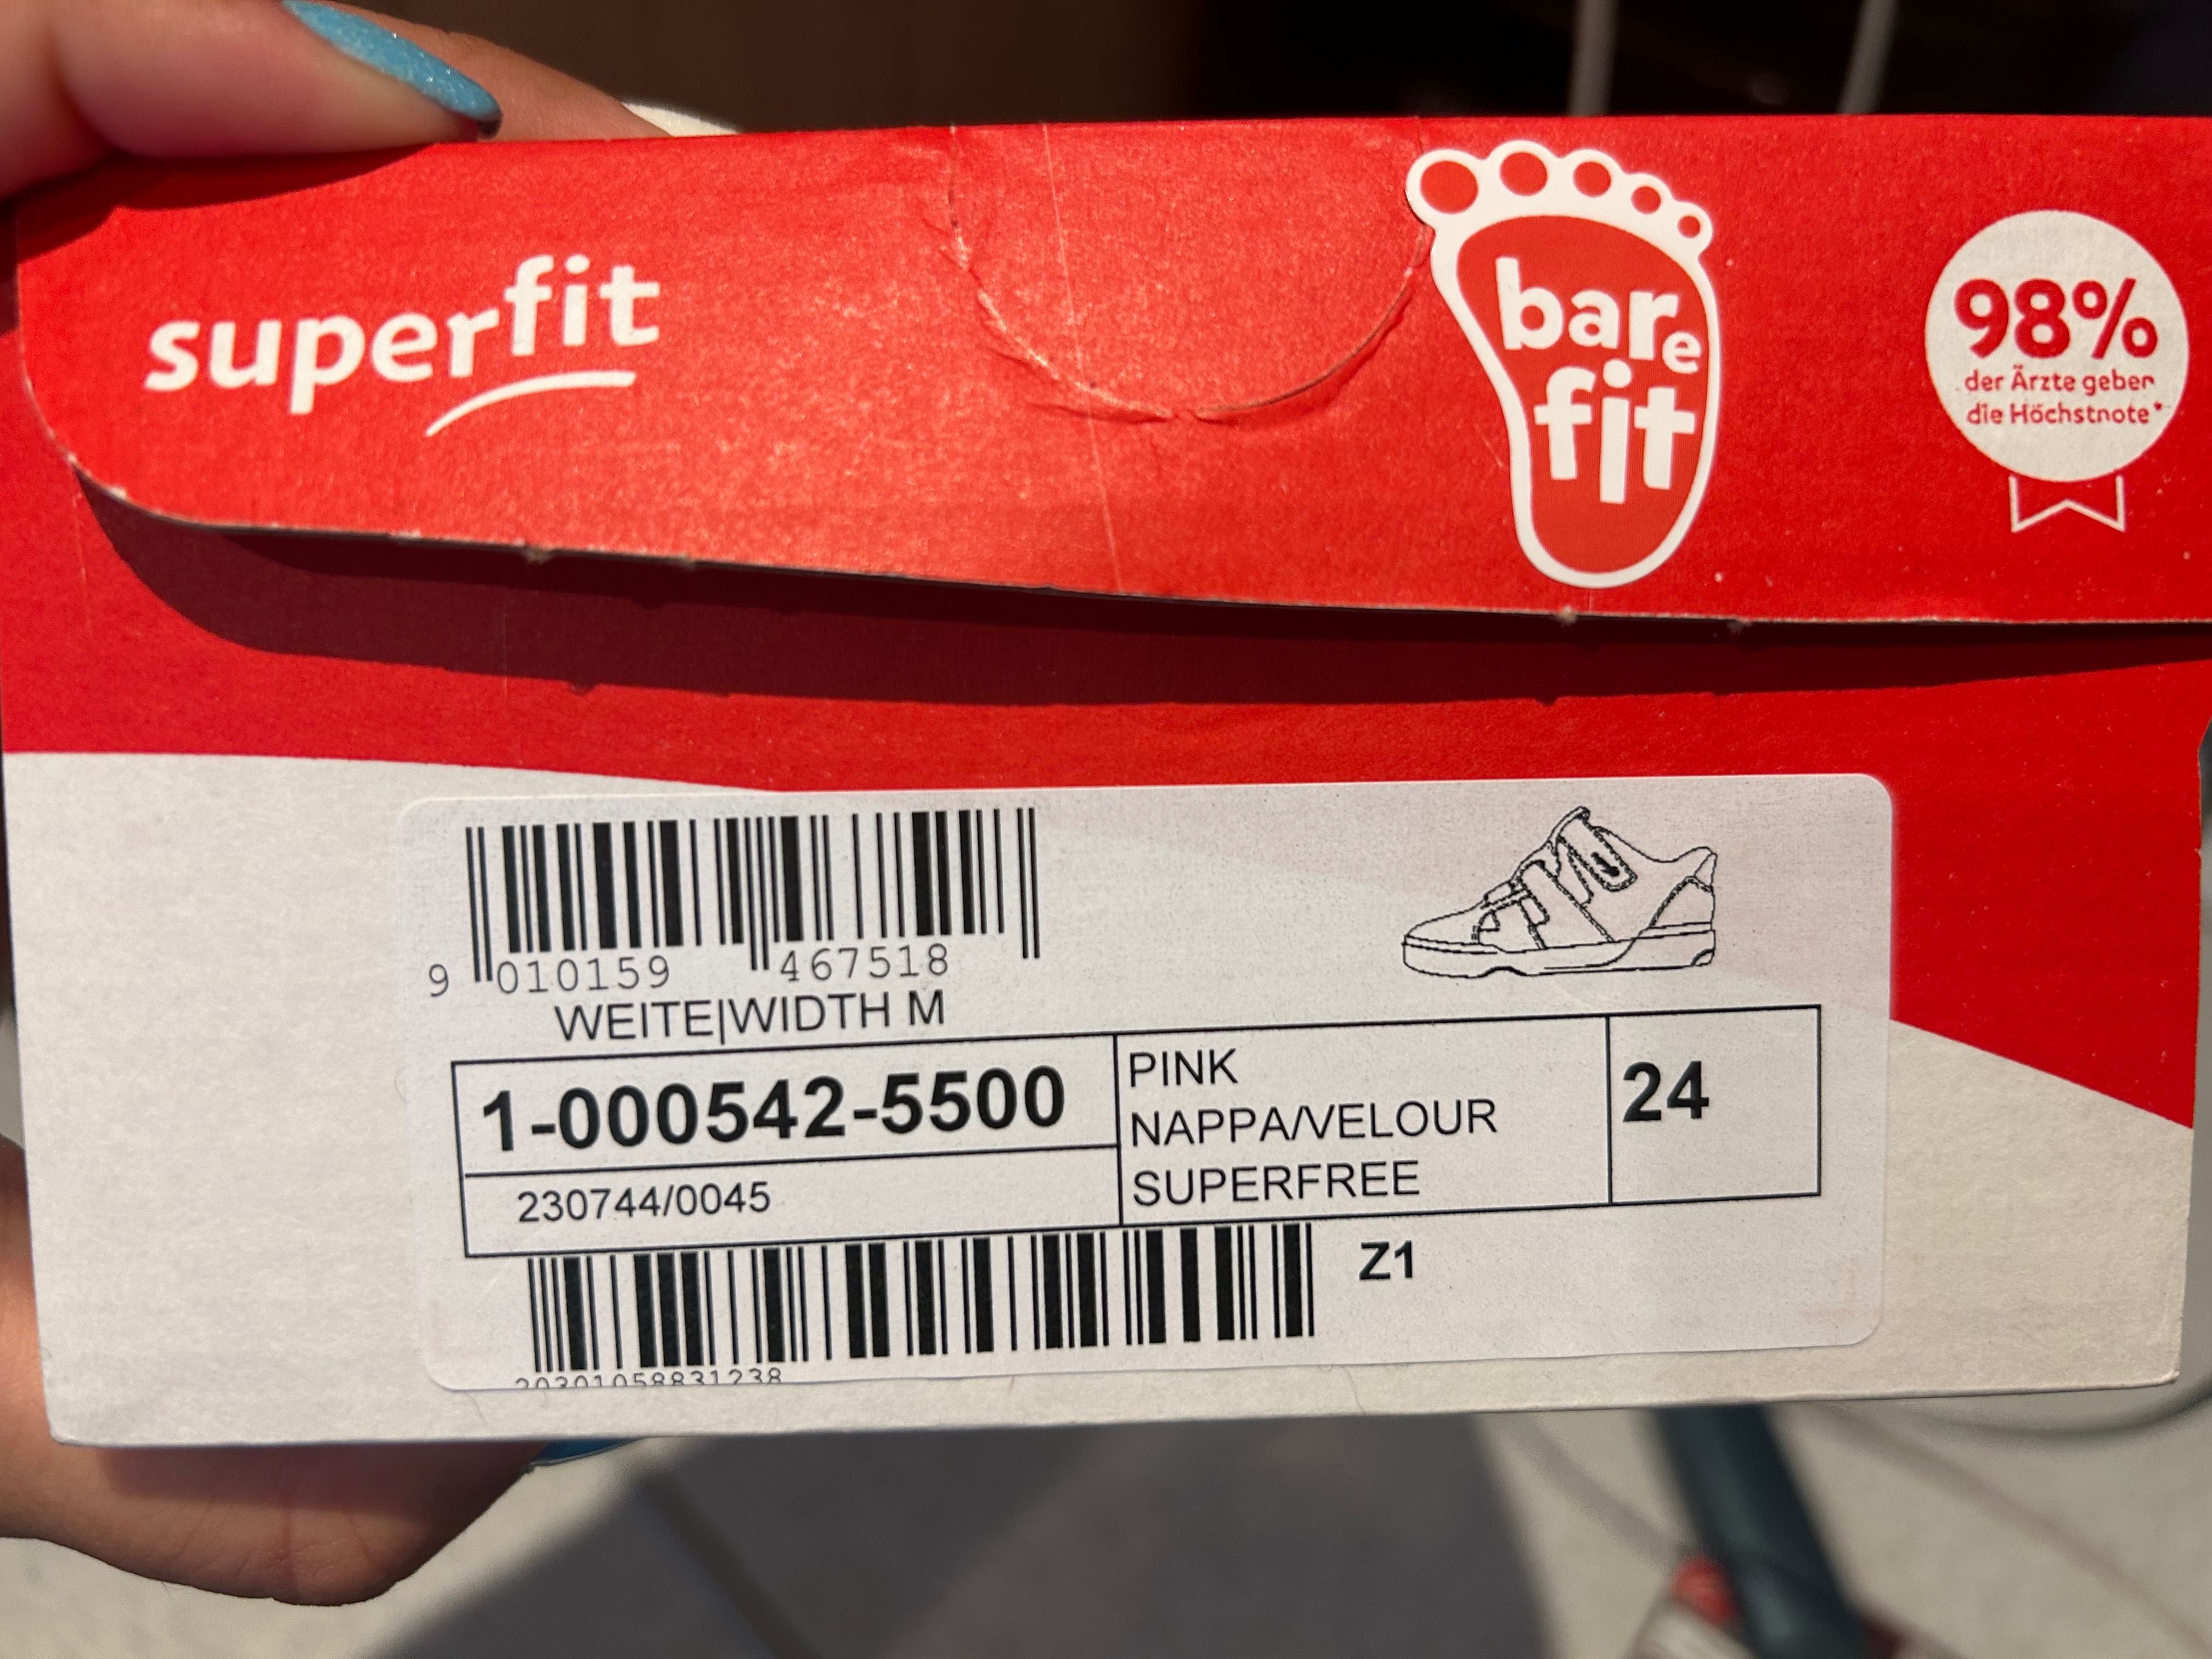 superfit
bare
fit
98%
der Ärzte geben
die Höchstnote*
9 010159 467518
WEITE|WIDTH M
1-000542-5500
PINK
NAPPA/VELOUR
SUPERFREE
24
230744/0045
Z1
20301058831238